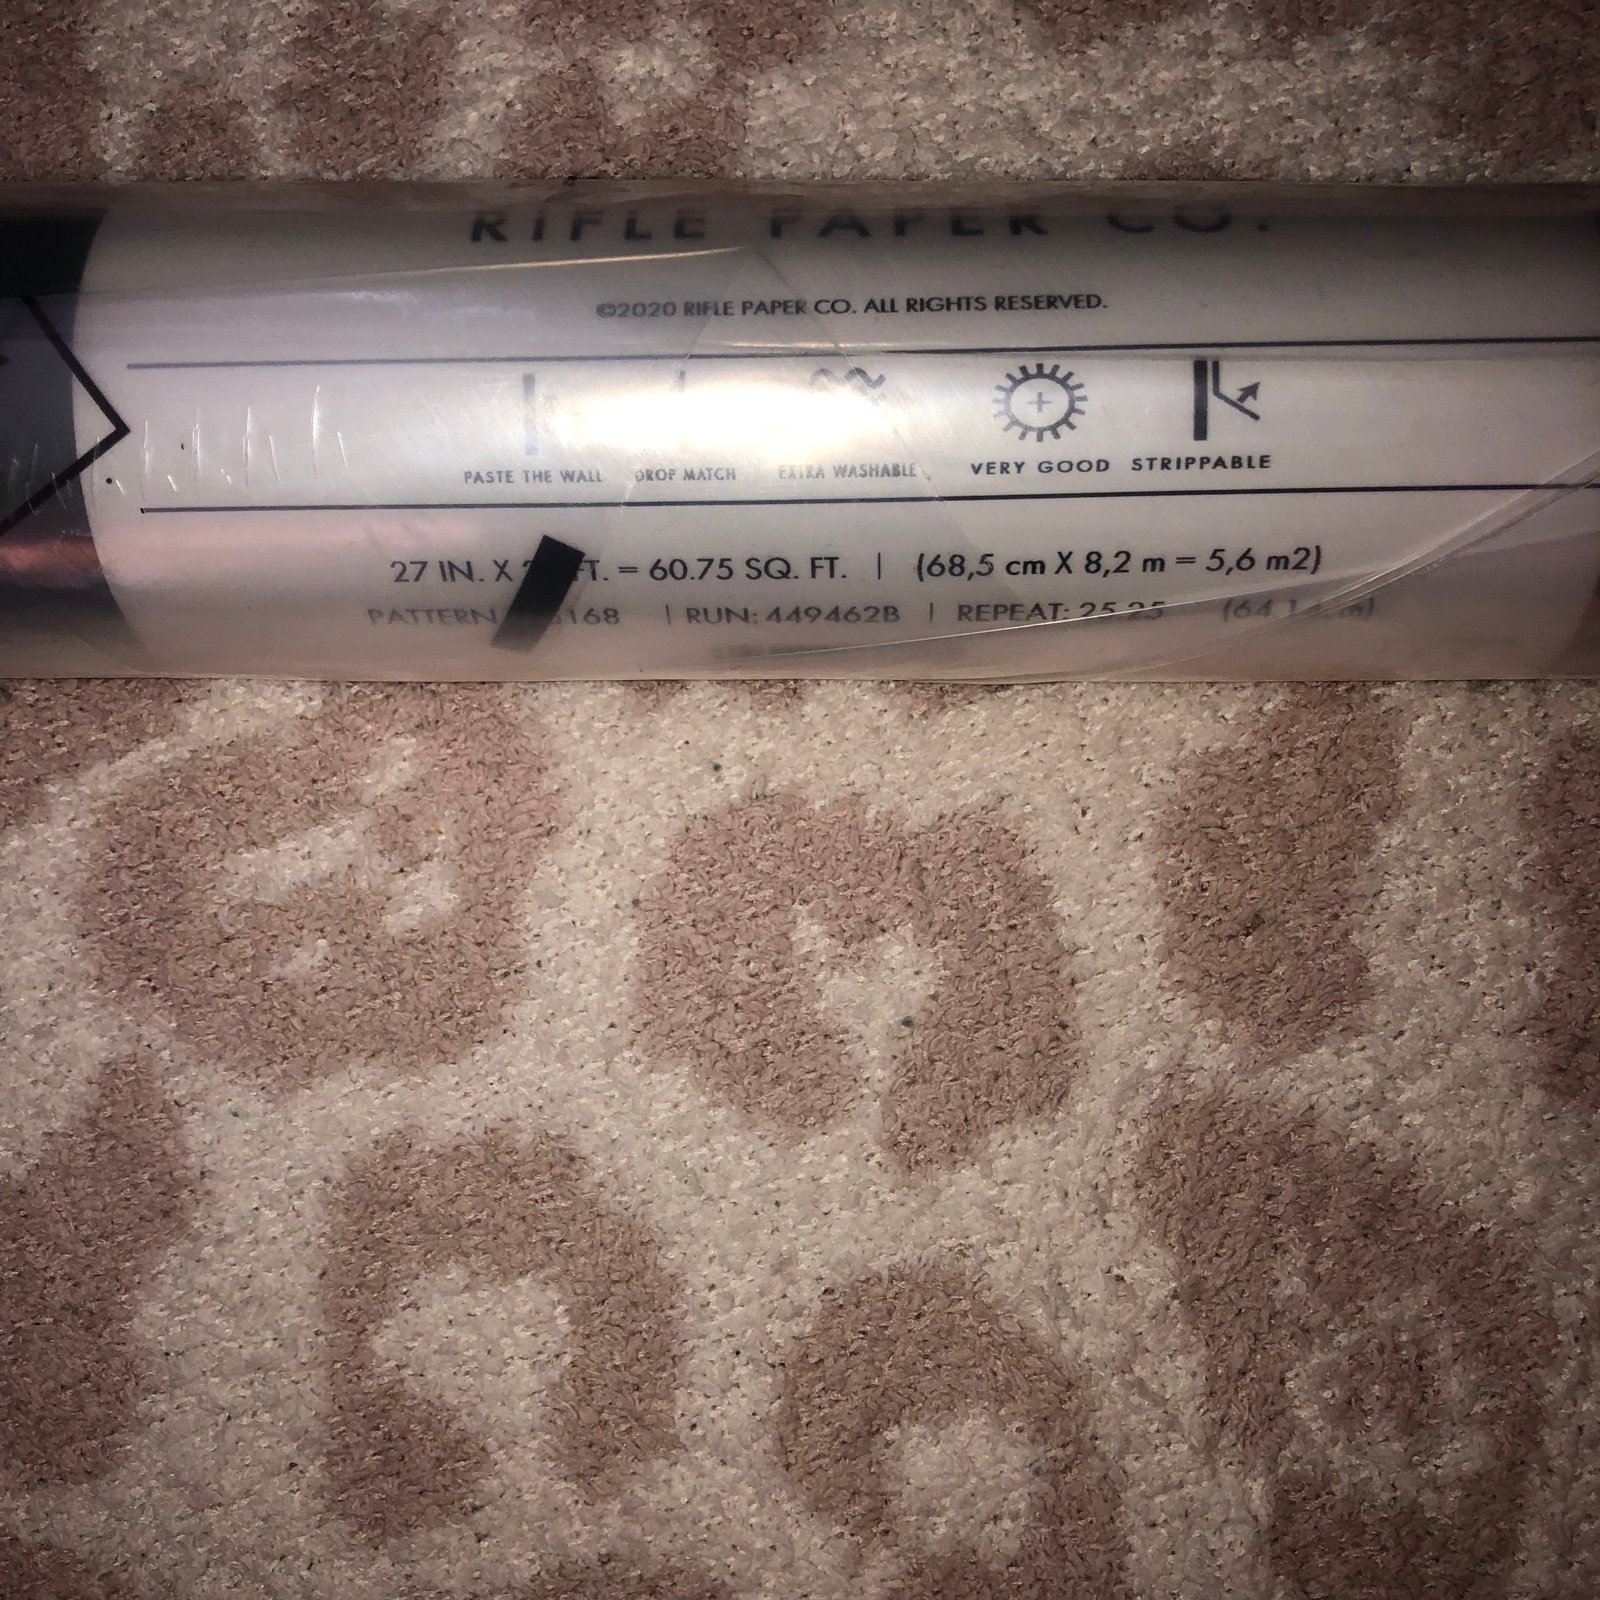 RIFLE PAPER CO.
©2020 RIFLE PAPER CO. ALL RIGHTS RESERVED.
PASTE THE WALL DROP MATCH EXTRA WASHABLE VERY GOOD STRIPPABLE
27 IN. X FT. = 60.75 SQ. FT. | (68,5 cm X 8,2 m = 5,6 m2)
PATTERN 168 | RUN: 449462B | REPEAT: 25.25